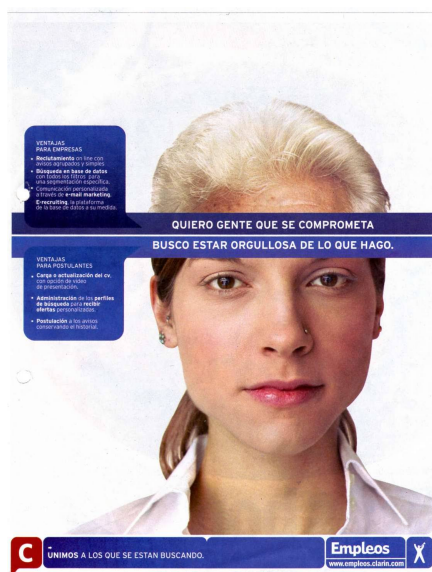 VENTAJAS
PARA EMPRESAS
• Reclutamiento on line con
avisos agrupados y simples
• Búsqueda en base de datos
con todos los filtros para
una segmentación específica.
• Comunicación personalizada
a través de e-mail marketing.
E-recruiting, la plataforma
de la base de datos a su medida.
QUIERO GENTE QUE SE COMPROMETA
BUSCO ESTAR ORGULLOSA DE LO QUE HAGO.
VENTAJAS
PARA POSTULANTES
• Carga o actualización del cv.
con opción de video
de presentación.
• Administración de los perfiles
de búsqueda para recibir
ofertas personalizadas.
• Postulación a los avisos
conservando el historial.
C
UNIMOS A LOS QUE SE ESTAN BUSCANDO.
Empleos
www.empleos.clarin.com